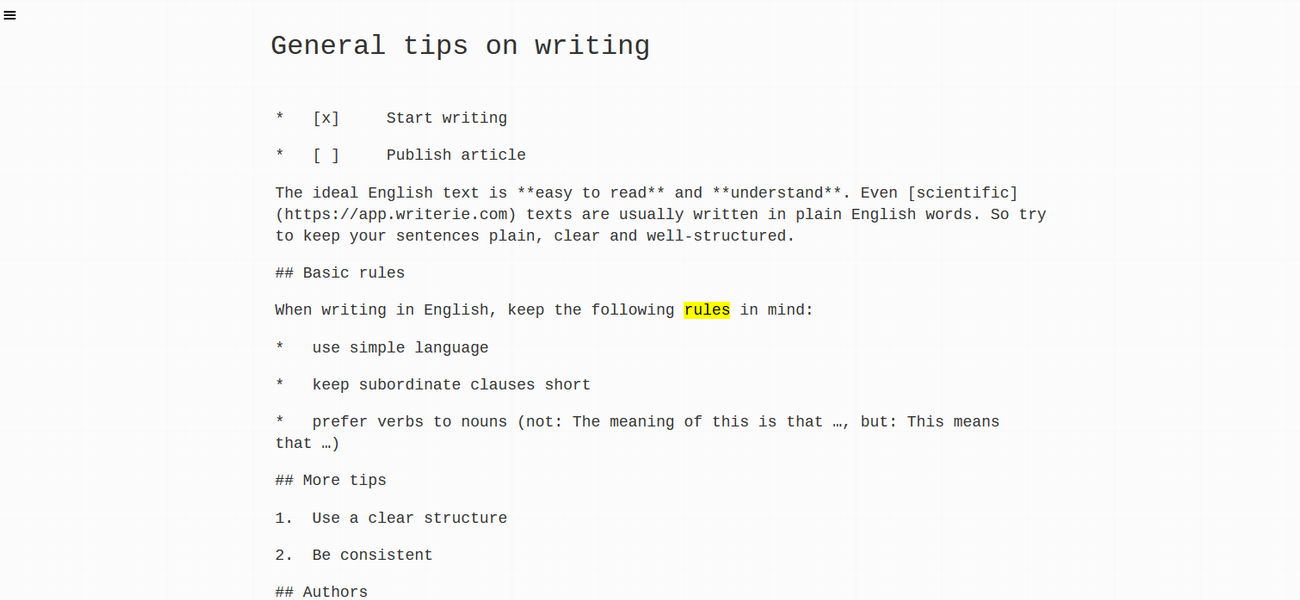 General tips on writing
* [x] Start writing
* [ ] Publish article
The ideal English text is **easy to read** and **understand**. Even [scientific]
(https://app.writerie.com) texts are usually written in plain English words. So try
to keep your sentences plain, clear and well-structured.
## Basic rules
When writing in English, keep the following rules in mind:
* use simple language
* keep subordinate clauses short
* prefer verbs to nouns (not: The meaning of this is that …, but: This means
that …)
## More tips
1. Use a clear structure
2. Be consistent
## Authors